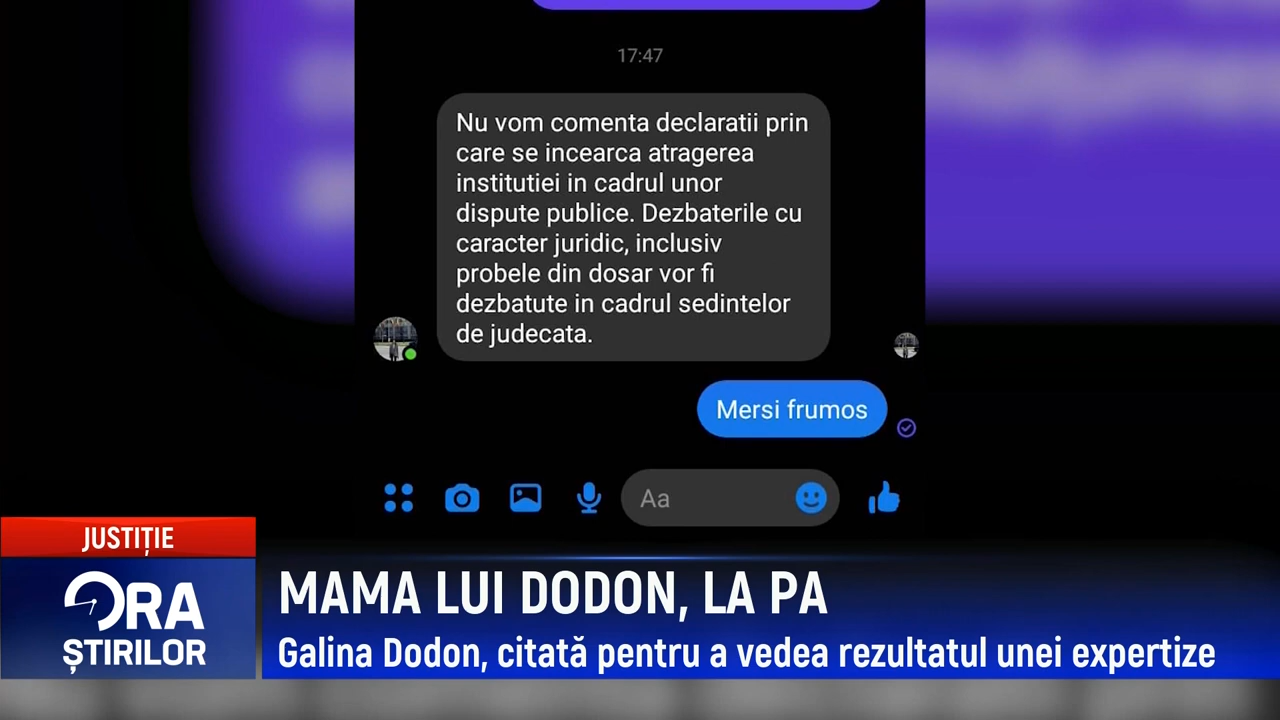 17:47
Nu vom comenta declaratii prin
care se incearca atragerea
institutiei in cadrul unor
dispute publice. Dezbaterile cu
caracter juridic, inclusiv
probele din dosar vor fi
dezbatute in cadrul sedintelor
de judecata.
Mersi frumos
Aa
JUSTIȚIE
ORA
ȘTIRILOR
MAMA LUI DODON, LA PA
Galina Dodon, citată pentru a vedea rezultatul unei expertize